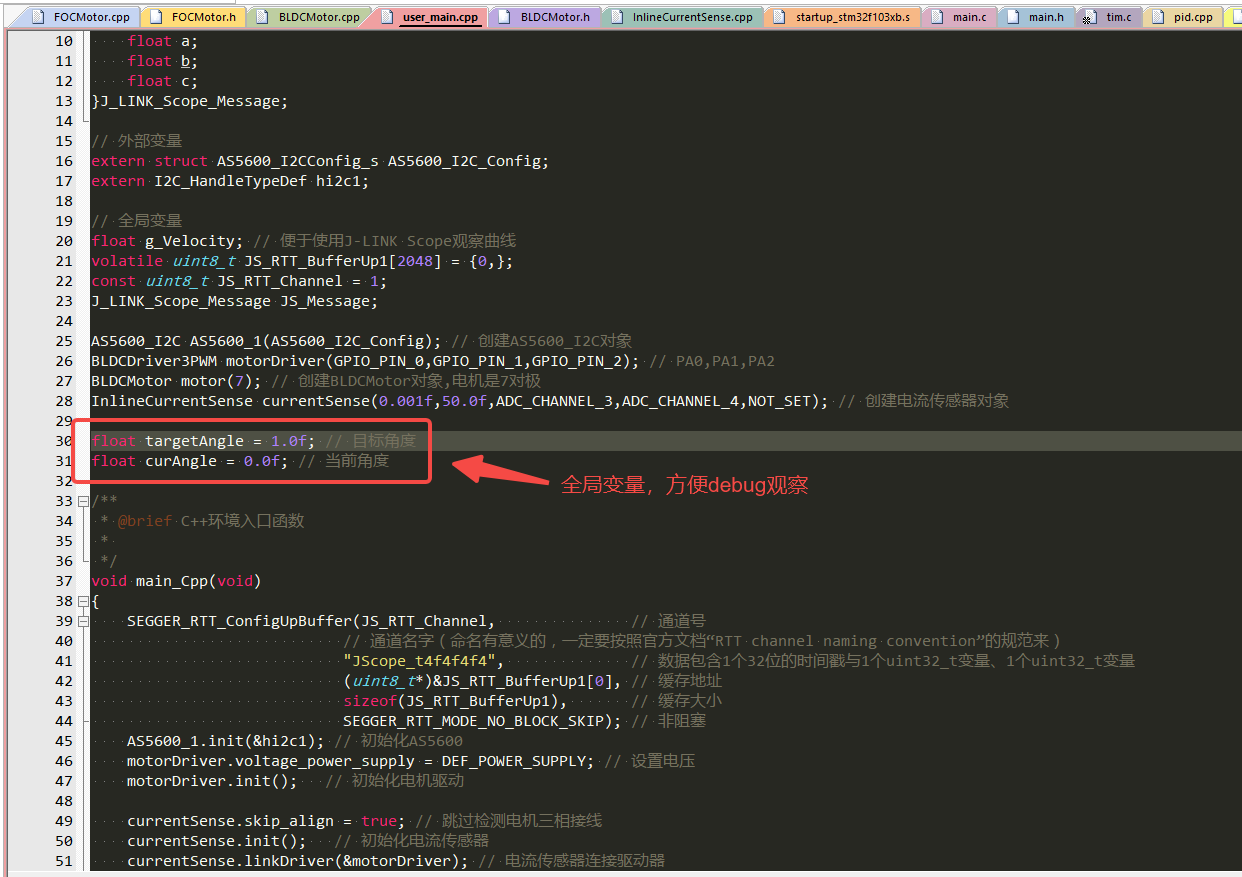 FOCMotor.cpp FOCMotor.h BLDCMotor.cpp user_main.cpp BLDCMotor.h InlineCurrentSense.cpp startup_stm32f103xb.s main.c main.h tim.c pid.cpp
10 float a;
11 float b;
12 float c;
13 }J_LINK_Scope_Message;
14
15 // 外部变量
16 extern struct AS5600_I2CConfig_s AS5600_I2C_Config;
17 extern I2C_HandleTypeDef hi2c1;
18
19 // 全局变量
20 float g_Velocity; // 便于使用J-LINK Scope观察曲线
21 volatile uint8_t JS_RTT_BufferUp1[2048] = {0,};
22 const uint8_t JS_RTT_Channel = 1;
23 J_LINK_Scope_Message JS_Message;
24
25 AS5600_I2C AS5600_1(AS5600_I2C_Config); // 创建AS5600_I2C对象
26 BLDCDriver3PWM motorDriver(GPIO_PIN_0,GPIO_PIN_1,GPIO_PIN_2); // PA0,PA1,PA2
27 BLDCMotor motor(7); // 创建BLDCMotor对象,电机是7对极
28 InlineCurrentSense currentSense(0.001f,50.0f,ADC_CHANNEL_3,ADC_CHANNEL_4,NOT_SET); // 创建电流传感器对象
29
30 float targetAngle = 1.0f; // 目标角度
31 float curAngle = 0.0f; // 当前角度
全局变量，方便debug观察
32
33 /**
34 * @brief C++环境入口函数
35 *
36 */
37 void main_Cpp(void)
38 {
39 SEGGER_RTT_ConfigUpBuffer(JS_RTT_Channel, // 通道号
40 // 通道名字（命名有意义的，一定要按照官方文档“RTT channel naming convention”的规范来）
41 "JScope_t4f4f4f4", // 数据包含1个32位的时间戳与1个uint32_t变量、1个uint32_t变量
42 (uint8_t*)&JS_RTT_BufferUp1[0], // 缓存地址
43 sizeof(JS_RTT_BufferUp1), // 缓存大小
44 SEGGER_RTT_MODE_NO_BLOCK_SKIP); // 非阻塞
45 AS5600_1.init(&hi2c1); // 初始化AS5600
46 motorDriver.voltage_power_supply = DEF_POWER_SUPPLY; // 设置电压
47 motorDriver.init(); // 初始化电机驱动
48
49 currentSense.skip_align = true; // 跳过检测电机三相接线
50 currentSense.init(); // 初始化电流传感器
51 currentSense.linkDriver(&motorDriver); // 电流传感器连接驱动器